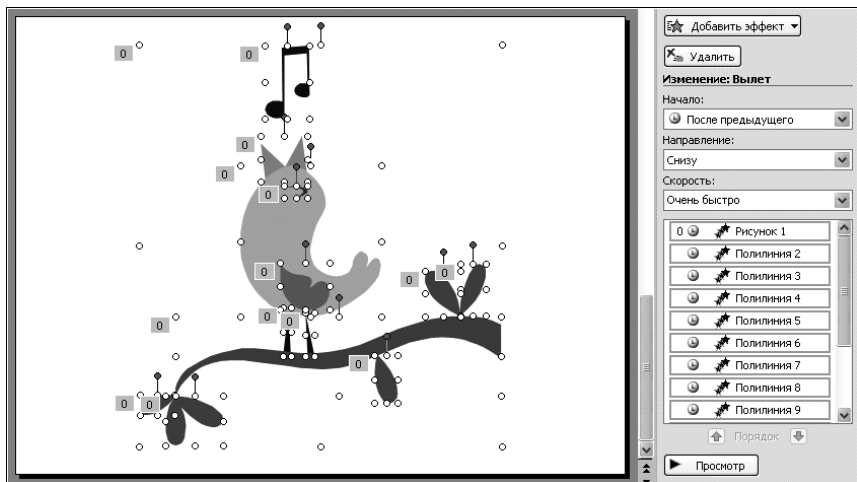 0
0
0
0
0
0
0
0
0
0
0
0
0
0
Добавить эффект
Удалить
Изменение: Вылет
Начало:
После предыдущего
Направление:
Снизу
Скорость:
Очень быстро
0 Рисунок 1
Полилиния 2
Полилиния 3
Полилиния 4
Полилиния 5
Полилиния 6
Полилиния 7
Полилиния 8
Полилиния 9
Порядок
Просмотр